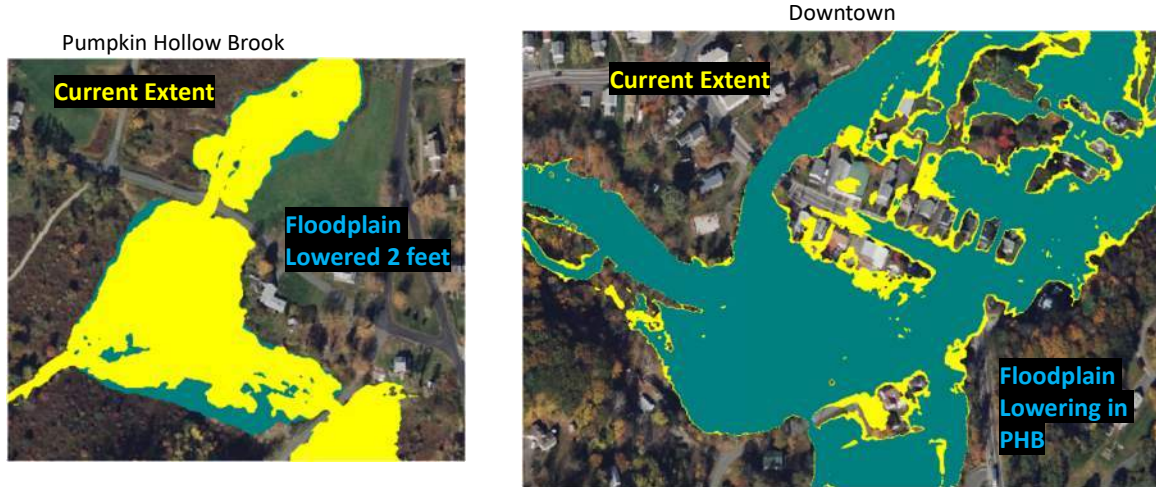 Pumpkin Hollow Brook
Current Extent
Floodplain
Lowered 2 feet
Downtown
Current Extent
Floodplain
Lowering in
PHB